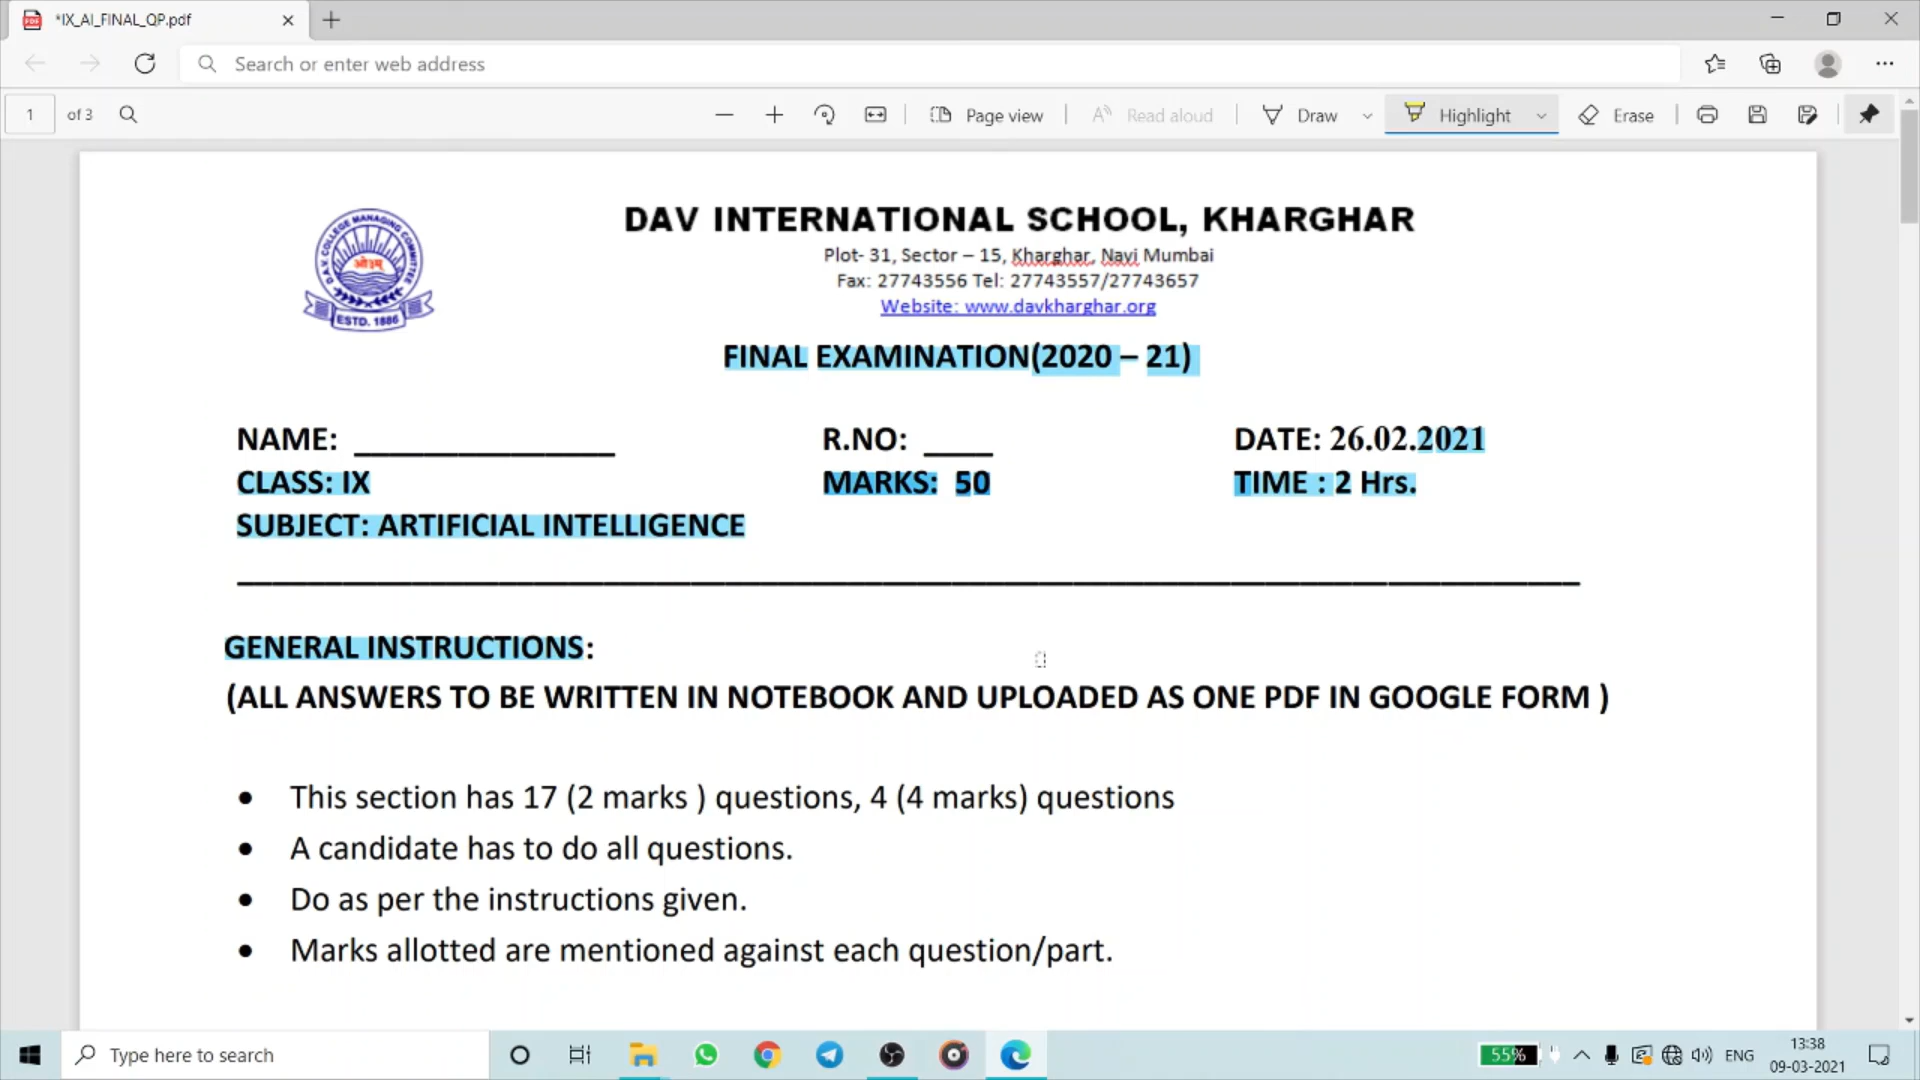 *IX_AI_FINAL_QP.pdf
Search or enter web address
1 of 3
Page view
Read aloud
Draw
Highlight
Erase
D.A.V. COLLEGE MANAGING COMMITTEE
ओ३म्
ESTD. 1886
DAV INTERNATIONAL SCHOOL, KHARGHAR
Plot- 31, Sector – 15, Kharghar, Navi Mumbai
Fax: 27743556 Tel: 27743557/27743657
Website: www.davkharghar.org
FINAL EXAMINATION(2020 – 21)
NAME: _______________ R.NO: ____ DATE: 26.02.2021
CLASS: IX MARKS: 50 TIME : 2 Hrs.
SUBJECT: ARTIFICIAL INTELLIGENCE
GENERAL INSTRUCTIONS:
(ALL ANSWERS TO BE WRITTEN IN NOTEBOOK AND UPLOADED AS ONE PDF IN GOOGLE FORM )
• This section has 17 (2 marks ) questions, 4 (4 marks) questions
• A candidate has to do all questions.
• Do as per the instructions given.
• Marks allotted are mentioned against each question/part.
Type here to search
55%
ENG
13:38
09-03-2021